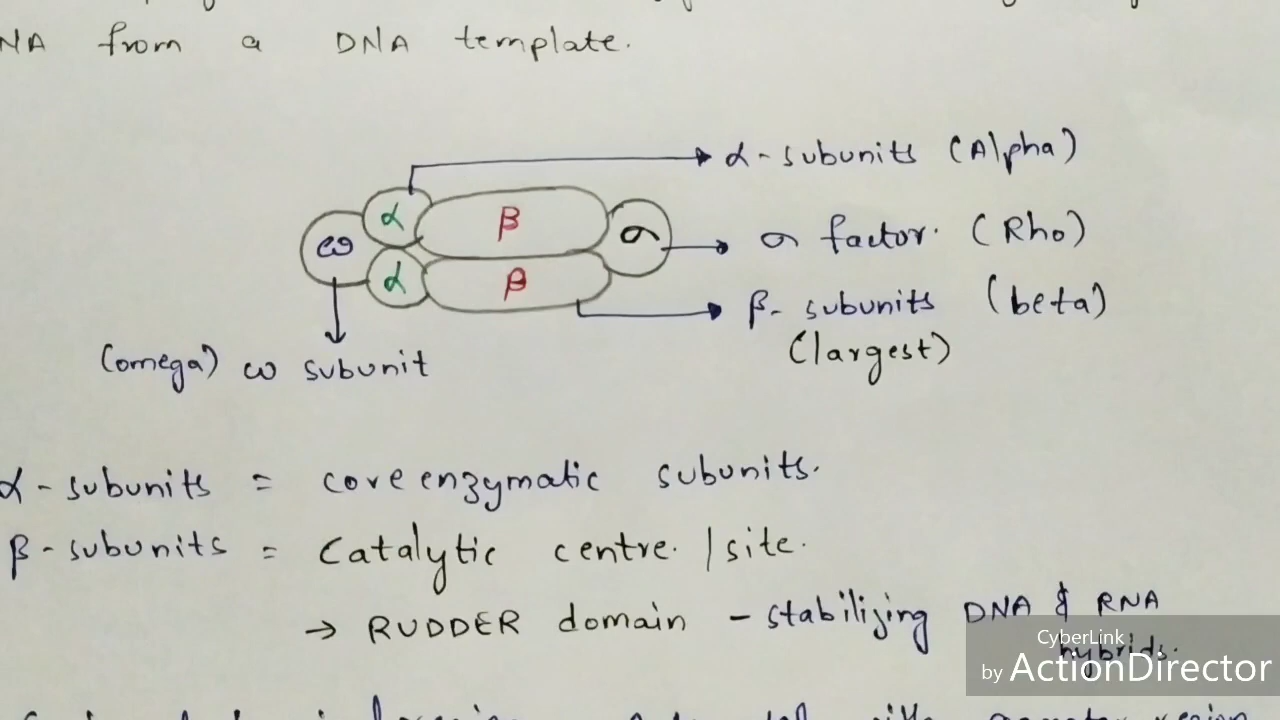 NA from a DNA template.
α - subunits (Alpha)
α β σ
ω
σ factor. (Rho)
α β
β - subunits (beta)
(largest)
(omega) ω subunit
α - subunits = core enzymatic subunits.
β - subunits = Catalytic centre. / site.
→ RUDDER domain - stabilizing DNA & RNA
hybrids.
CyberLink
by ActionDirector